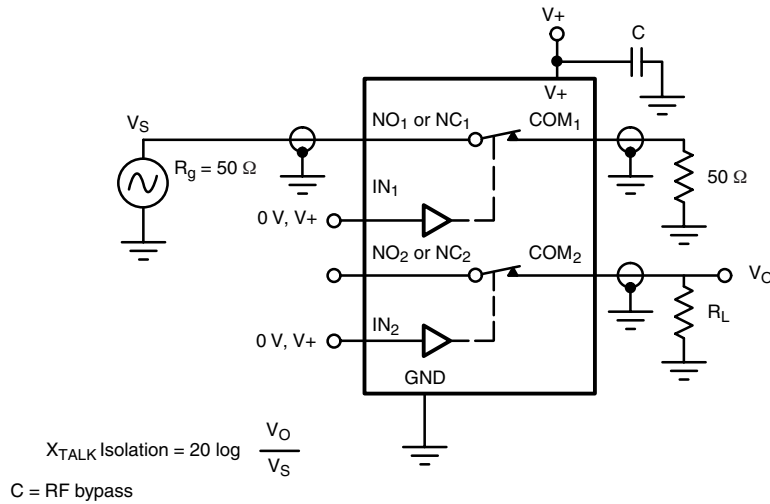 V+
C
V+
VS
NO1 or NC1
COM1
Rg = 50 Ω
50 Ω
IN1
0 V, V+
NO2 or NC2
COM2
VO
RL
IN2
0 V, V+
GND
XTALK Isolation = 20 log VO
VS
C = RF bypass